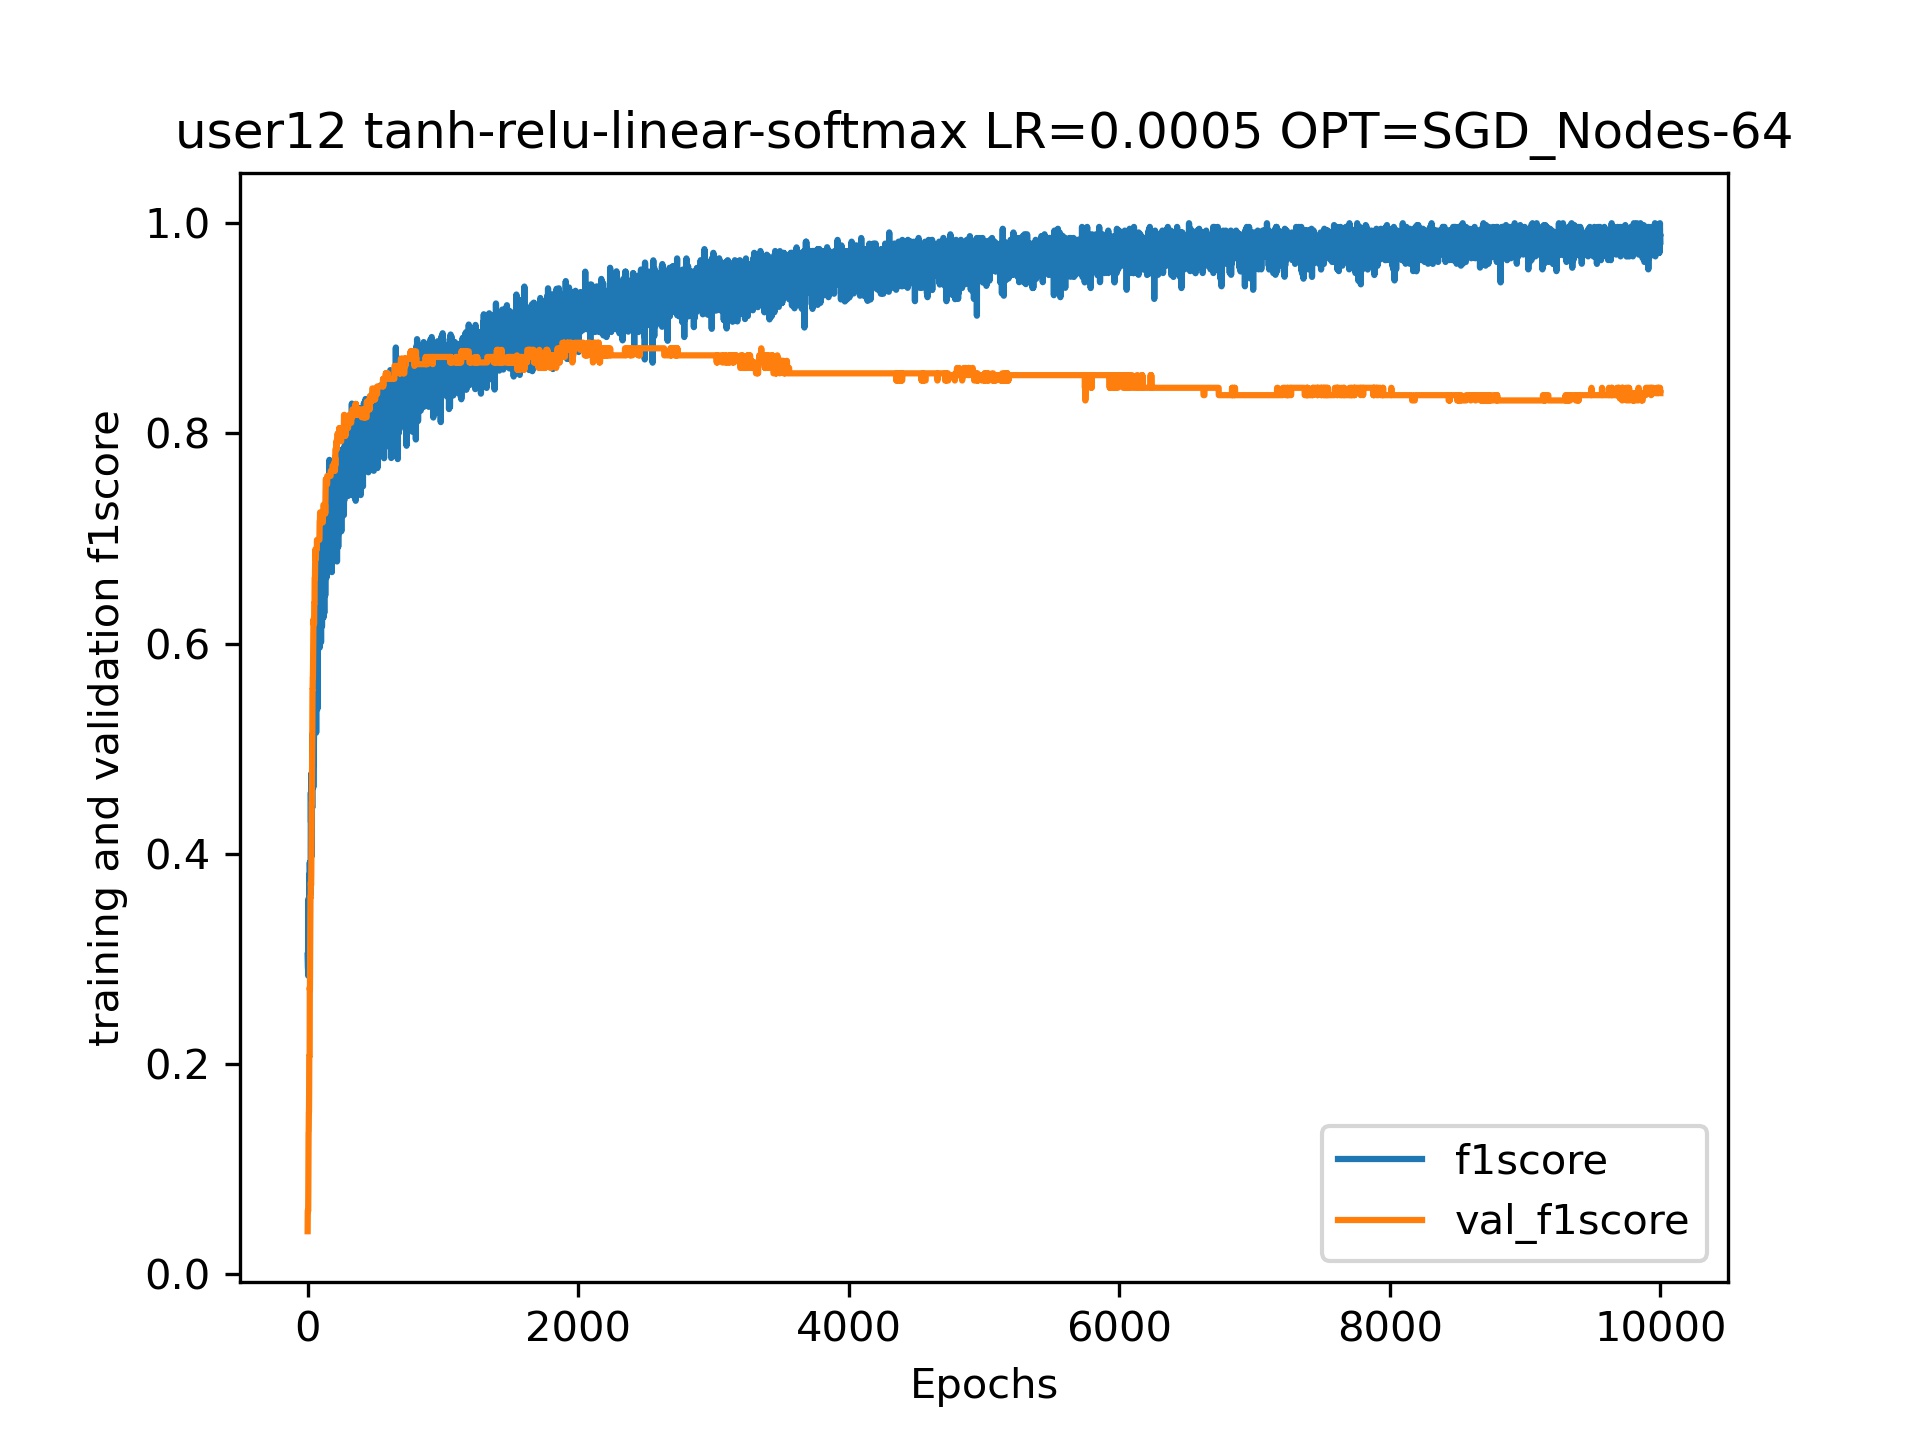 user12 tanh-relu-linear-softmax LR=0.0005 OPT=SGD_Nodes-64
training and validation f1score
1.0
0.8
0.6
0.4
0.2
0.0
0 2000 4000 6000 8000 10000
Epochs
f1score
val_f1score